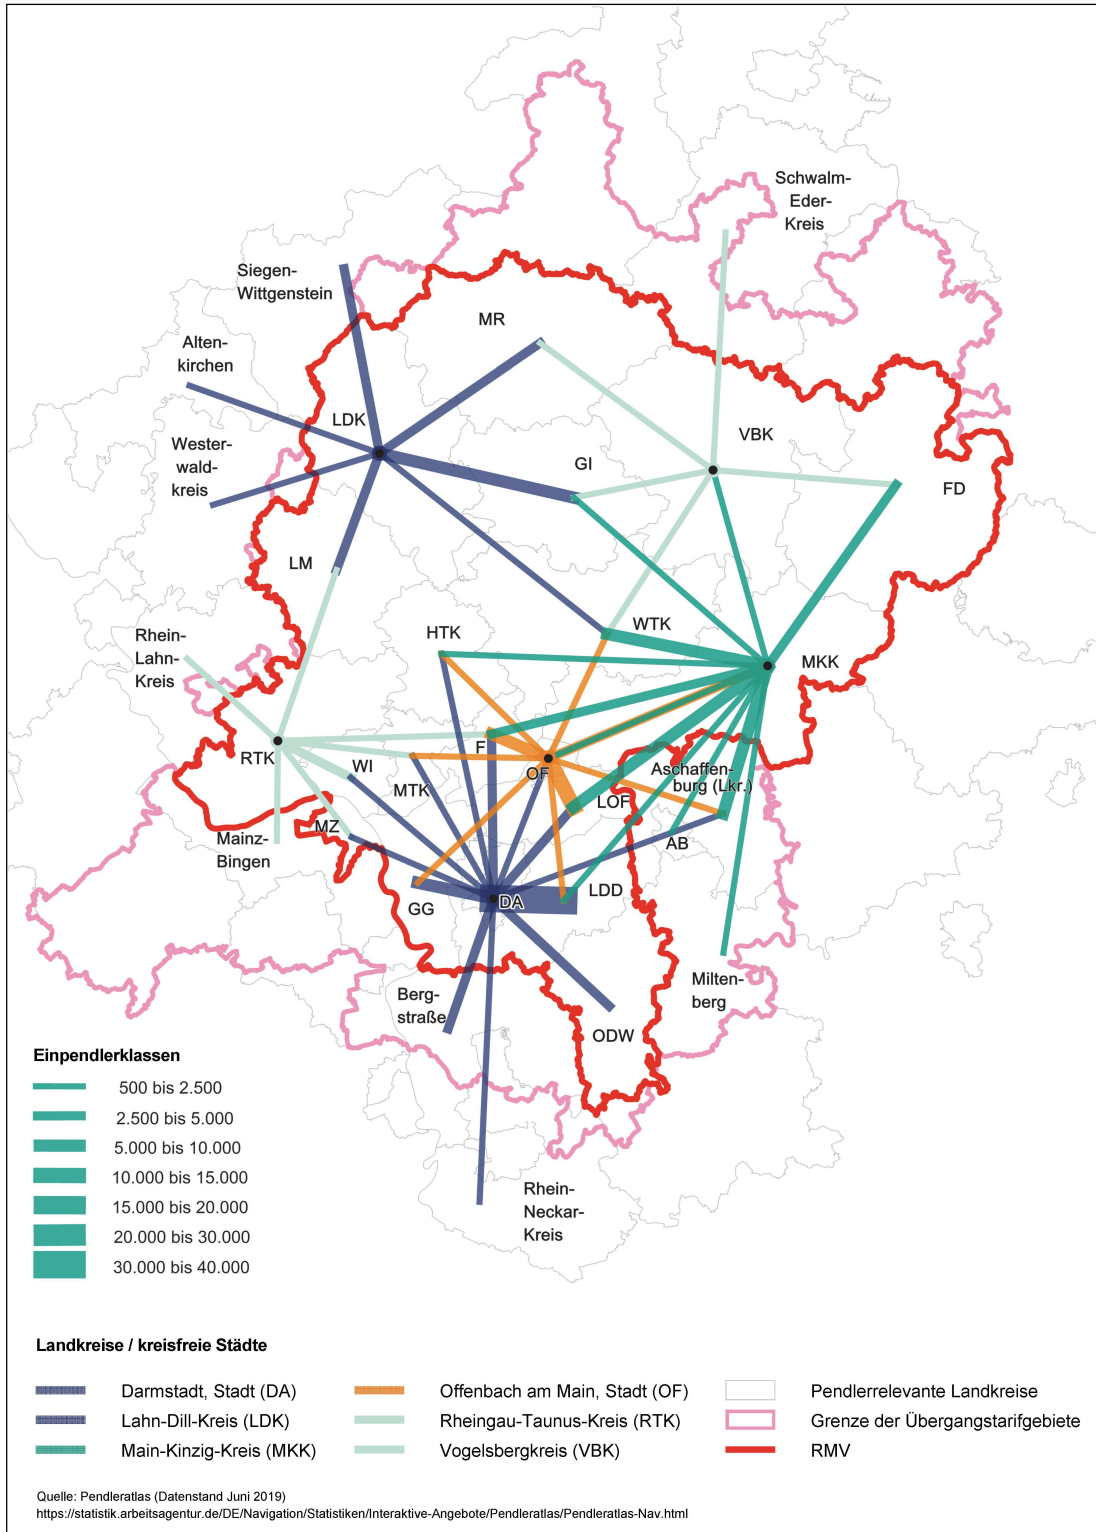 Schwalm-
Eder-
Kreis
Siegen-
Wittgenstein
MR
Alten-
kirchen
LDK
Wester-
wald-
kreis
VBK
GI
FD
LM
HTK
WTK
Rhein-
Lahn-
Kreis
MKK
RTK
F
WI
OF
Aschaffen-
burg (Lkr.)
MTK
LOF
MZ
Mainz-
Bingen
AB
LDD
GG
DA
Berg-
straße
Milten-
berg
ODW
Rhein-
Neckar-
Kreis
Einpendlerklassen
500 bis 2.500
2.500 bis 5.000
5.000 bis 10.000
10.000 bis 15.000
15.000 bis 20.000
20.000 bis 30.000
30.000 bis 40.000
Landkreise / kreisfreie Städte
Darmstadt, Stadt (DA)
Lahn-Dill-Kreis (LDK)
Main-Kinzig-Kreis (MKK)
Offenbach am Main, Stadt (OF)
Rheingau-Taunus-Kreis (RTK)
Vogelsbergkreis (VBK)
Pendlerrelevante Landkreise
Grenze der Übergangstarifgebiete
RMV
Quelle: Pendleratlas (Datenstand Juni 2019)
https://statistik.arbeitsagentur.de/DE/Navigation/Statistiken/Interaktive-Angebote/Pendleratlas/Pendleratlas-Nav.html